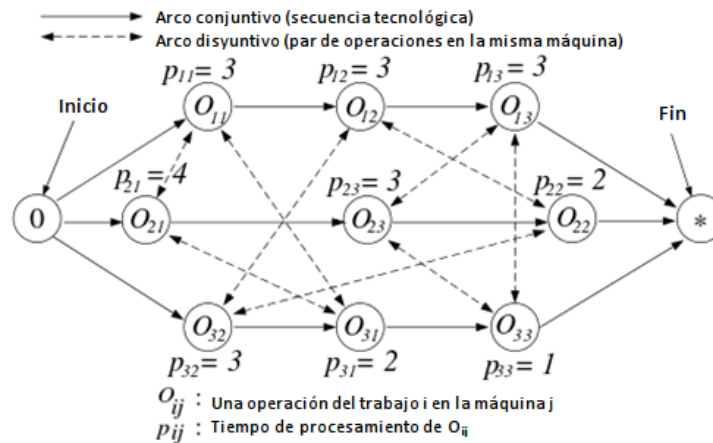 Arco conjuntivo (secuencia tecnológica)
Arco disyuntivo (par de operaciones en la misma máquina)
p11 = 3 p12 = 3 p13 = 3
Inicio O11 O12 O13 Fin
p21 = 4 p23 = 3 p22 = 2
0 O21 O23 O22 *
O32 O31 O33
p32 = 3 p31 = 2 p33 = 1
Oij : Una operación del trabajo i en la máquina j
pij : Tiempo de procesamiento de Oij